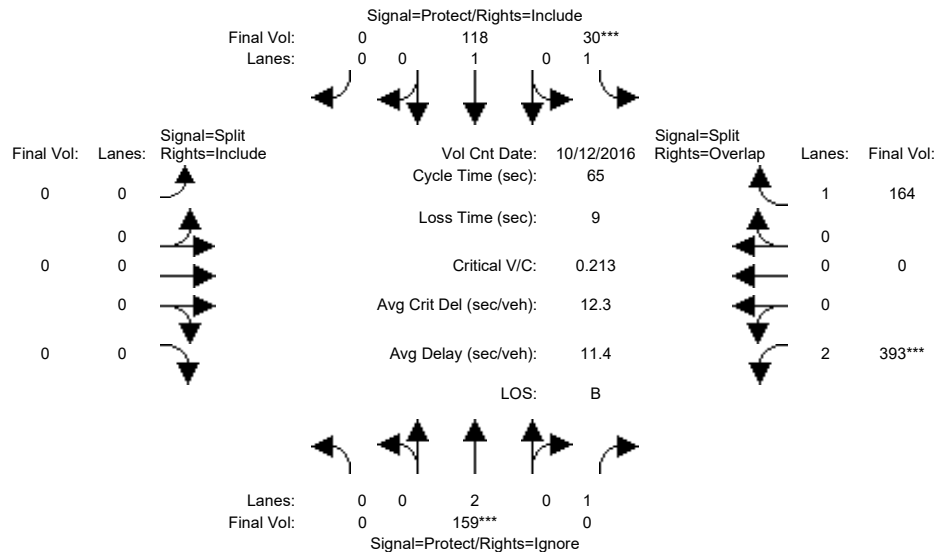 Signal=Protect/Rights=Include
Final Vol: 0 118 30***
Lanes: 0 0 1 0 1
Signal=Split
Final Vol: Lanes: Rights=Include
Vol Cnt Date: 10/12/2016
Signal=Split
Rights=Overlap Lanes: Final Vol:
Cycle Time (sec): 65
0 0
1 164
Loss Time (sec): 9
0
0
0 0
Critical V/C: 0.213
0 0
0
Avg Crit Del (sec/veh): 12.3
0
0 0
Avg Delay (sec/veh): 11.4
2 393***
LOS: B
Lanes: 0 0 2 0 1
Final Vol: 0 159*** 0
Signal=Protect/Rights=Ignore